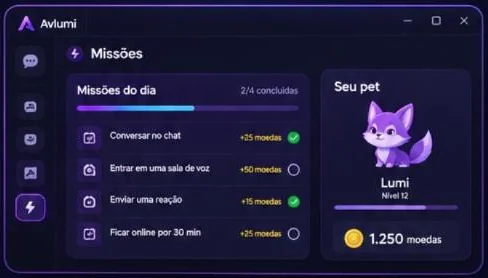 Avlumi
Missões
Missões do dia
2/4 concluídas
Conversar no chat
+25 moedas
Entrar em uma sala de voz
+50 moedas
Enviar uma reação
+15 moedas
Ficar online por 30 min
+25 moedas
Seu pet
Lumi
Nível 12
1.250 moedas